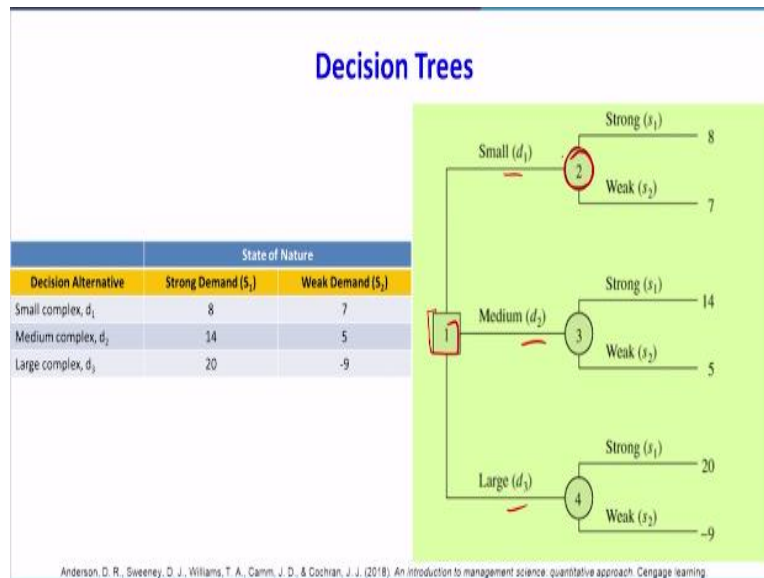 Decision Trees
State of Nature
Decision Alternative Strong Demand (S₁) Weak Demand (S₂)
Small complex, d₁ 8 7
Medium complex, d₂ 14 5
Large complex, d₃ 20 -9
Strong (s₁) 8
Small (d₁) 2
Weak (s₂) 7
Strong (s₁) 14
1 Medium (d₂) 3
Weak (s₂) 5
Strong (s₁) 20
Large (d₃) 4
Weak (s₂) –9
Anderson, D. R., Sweeney, D. J., Williams, T. A., Camm, J. D., & Cochran, J. J. (2018). An introduction to management science: quantitative approach. Cengage learning.